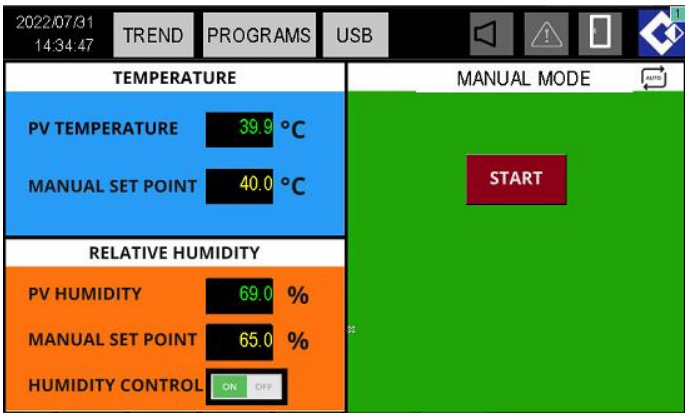 2022/07/31
14:34:47
TREND
PROGRAMS
USB
1
TEMPERATURE
PV TEMPERATURE 39.9 °C
MANUAL SET POINT 40.0 °C
RELATIVE HUMIDITY
PV HUMIDITY 69.0 %
MANUAL SET POINT 65.0 %
HUMIDITY CONTROL ON OFF
MANUAL MODE
AUTO
START